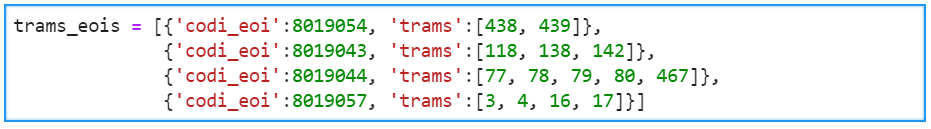 trams_eois = [{'codi_eoi':8019054, 'trams':[438, 439]},
{'codi_eoi':8019043, 'trams':[118, 138, 142]},
{'codi_eoi':8019044, 'trams':[77, 78, 79, 80, 467]},
{'codi_eoi':8019057, 'trams':[3, 4, 16, 17]}]